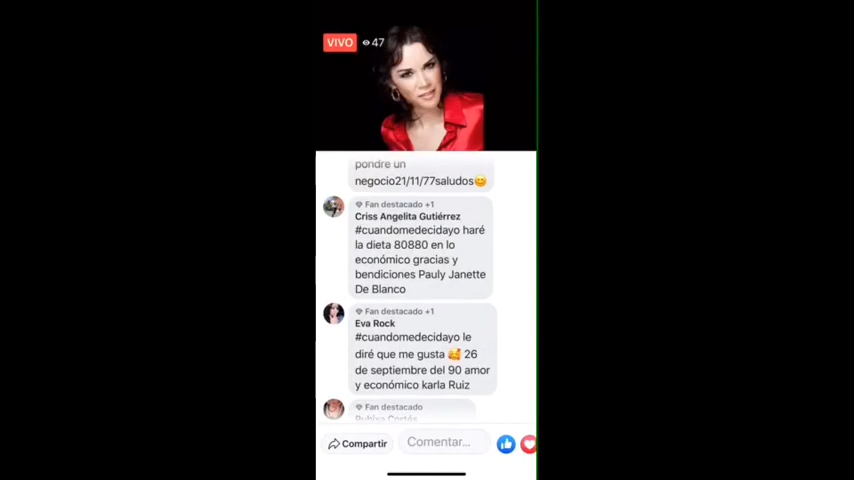 VIVO 47
pondre un
negocio21/11/77saludos😊
Fan destacado +1
Criss Angelita Gutiérrez
#cuandomedecidayo haré
la dieta 80880 en lo
económico gracias y
bendiciones Pauly Janette
De Blanco
Fan destacado +1
Eva Rock
#cuandomedecidayo le
diré que me gusta 🥰 26
de septiembre del 90 amor
y económico karla Ruiz
Fan destacado
Compartir
Comentar...